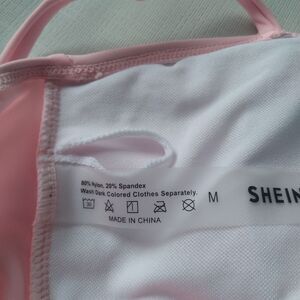 80% Nylon, 20% Spandex
Wash Dark Colored Clothes Separately.
M SHEIN
MADE IN CHINA